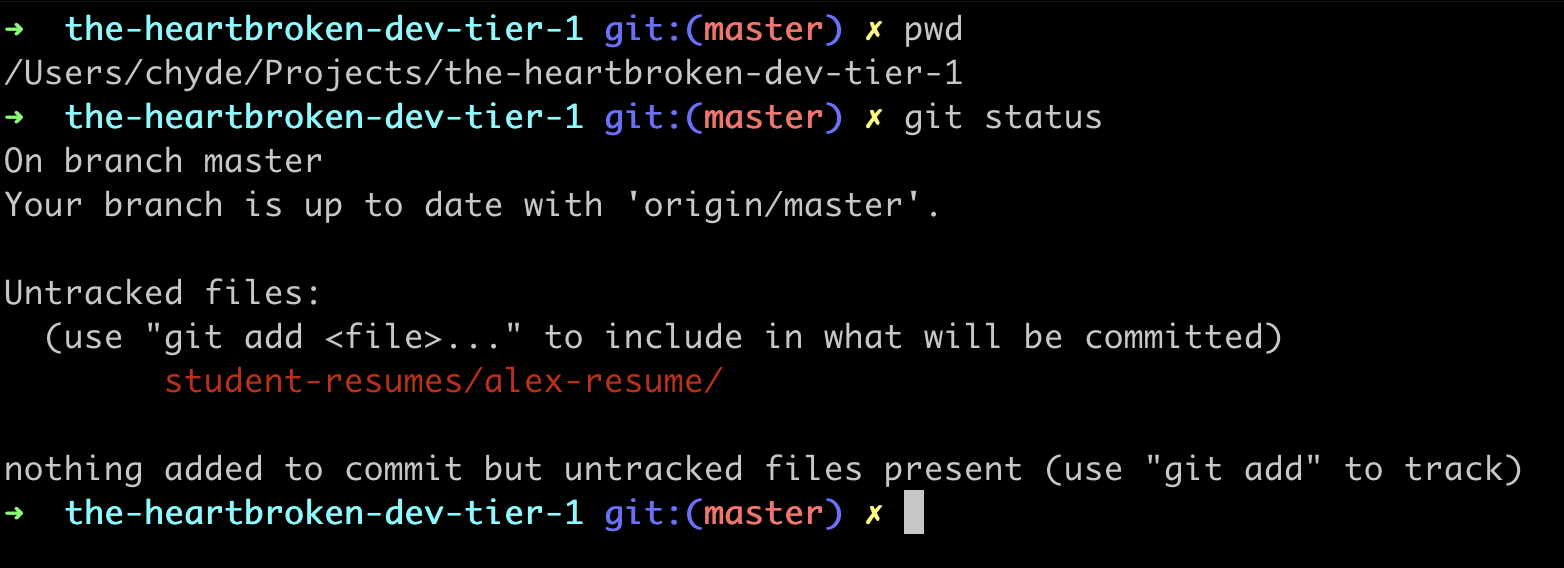 ➜  the-heartbroken-dev-tier-1 git:(master) ✗ pwd
/Users/chyde/Projects/the-heartbroken-dev-tier-1
➜  the-heartbroken-dev-tier-1 git:(master) ✗ git status
On branch master
Your branch is up to date with 'origin/master'.

Untracked files:
  (use "git add <file>..." to include in what will be committed)
        student-resumes/alex-resume/

nothing added to commit but untracked files present (use "git add" to track)
➜  the-heartbroken-dev-tier-1 git:(master) ✗